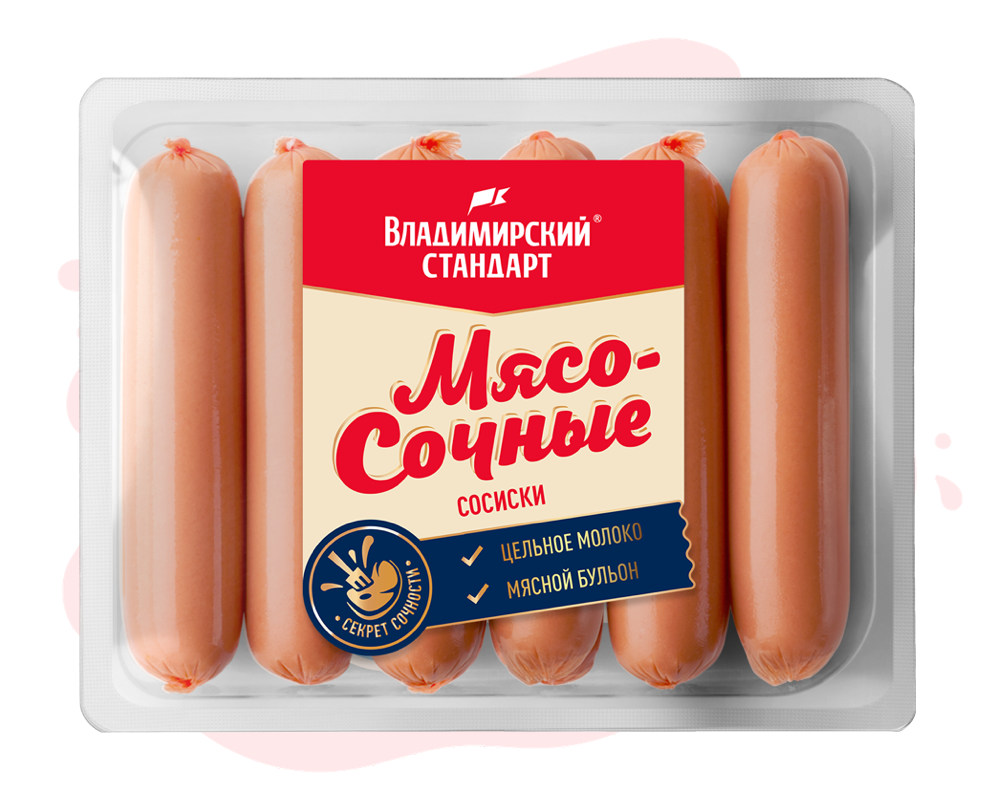 ВЛАДИМИРСКИЙ®
СТАНДАРТ
Мясо-
Сочные
СОСИСКИ
ЦЕЛЬНОЕ МОЛОКО
МЯСНОЙ БУЛЬОН
• СЕКРЕТ СОЧНОСТИ •